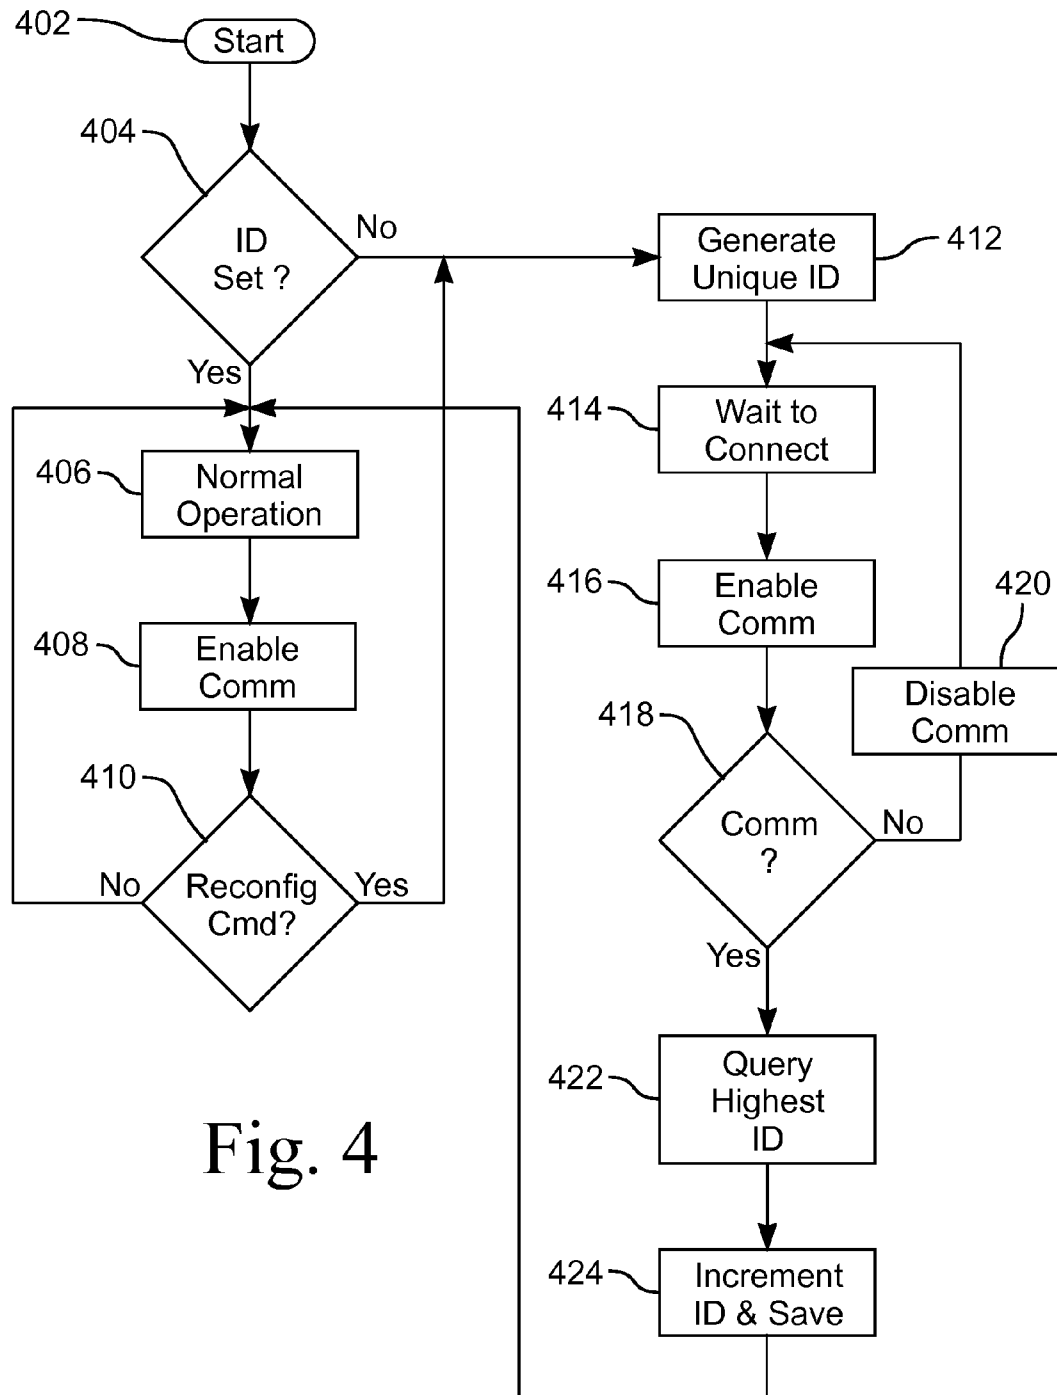 402
Start
404
ID
Set ?
No
Yes
Generate
Unique ID
412
414
Wait to
Connect
406
Normal
Operation
416
Enable
Comm
420
408
Enable
Comm
Disable
Comm
418
410
Comm
?
No
No
Reconfig
Cmd?
Yes
Yes
422
Query
Highest
ID
Fig. 4
424
Increment
ID & Save